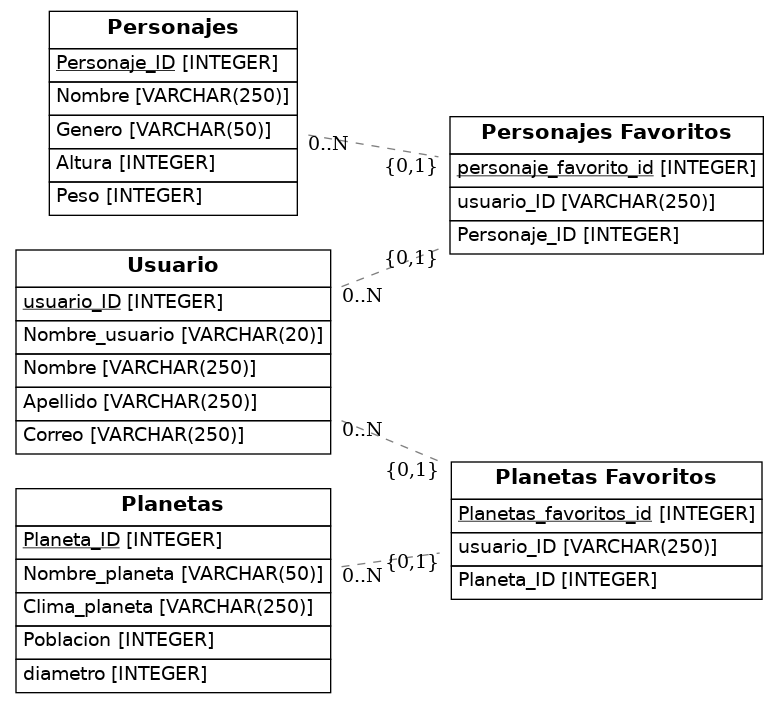 Personajes
Personaje_ID [INTEGER]
Nombre [VARCHAR(250)]
Genero [VARCHAR(50)]
Altura [INTEGER]
Peso [INTEGER]
0..N
{0,1}
Personajes Favoritos
personaje_favorito_id [INTEGER]
usuario_ID [VARCHAR(250)]
Personaje_ID [INTEGER]
Usuario
usuario_ID [INTEGER]
Nombre_usuario [VARCHAR(20)]
Nombre [VARCHAR(250)]
Apellido [VARCHAR(250)]
Correo [VARCHAR(250)]
{0,1}
0..N
0..N
{0,1}
Planetas Favoritos
Planetas_favoritos_id [INTEGER]
usuario_ID [VARCHAR(250)]
Planeta_ID [INTEGER]
Planetas
Planeta_ID [INTEGER]
Nombre_planeta [VARCHAR(50)]
Clima_planeta [VARCHAR(250)]
Poblacion [INTEGER]
diametro [INTEGER]
{0,1}
0..N